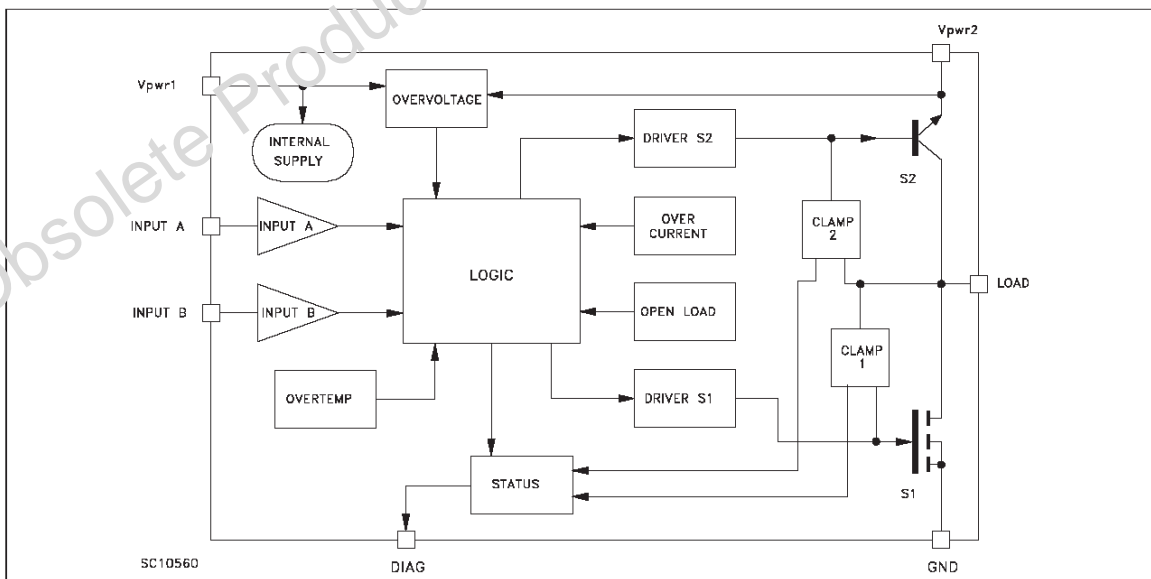 Obsolete Produc
Vpwr2
Vpwr1
OVERVOLTAGE
INTERNAL
SUPPLY
DRIVER S2
S2
INPUT A
INPUT A
OVER
CURRENT
CLAMP
2
LOGIC
LOAD
INPUT B
INPUT B
OPEN LOAD
CLAMP
1
OVERTEMP
DRIVER S1
STATUS
S1
SC10560
DIAG
GND